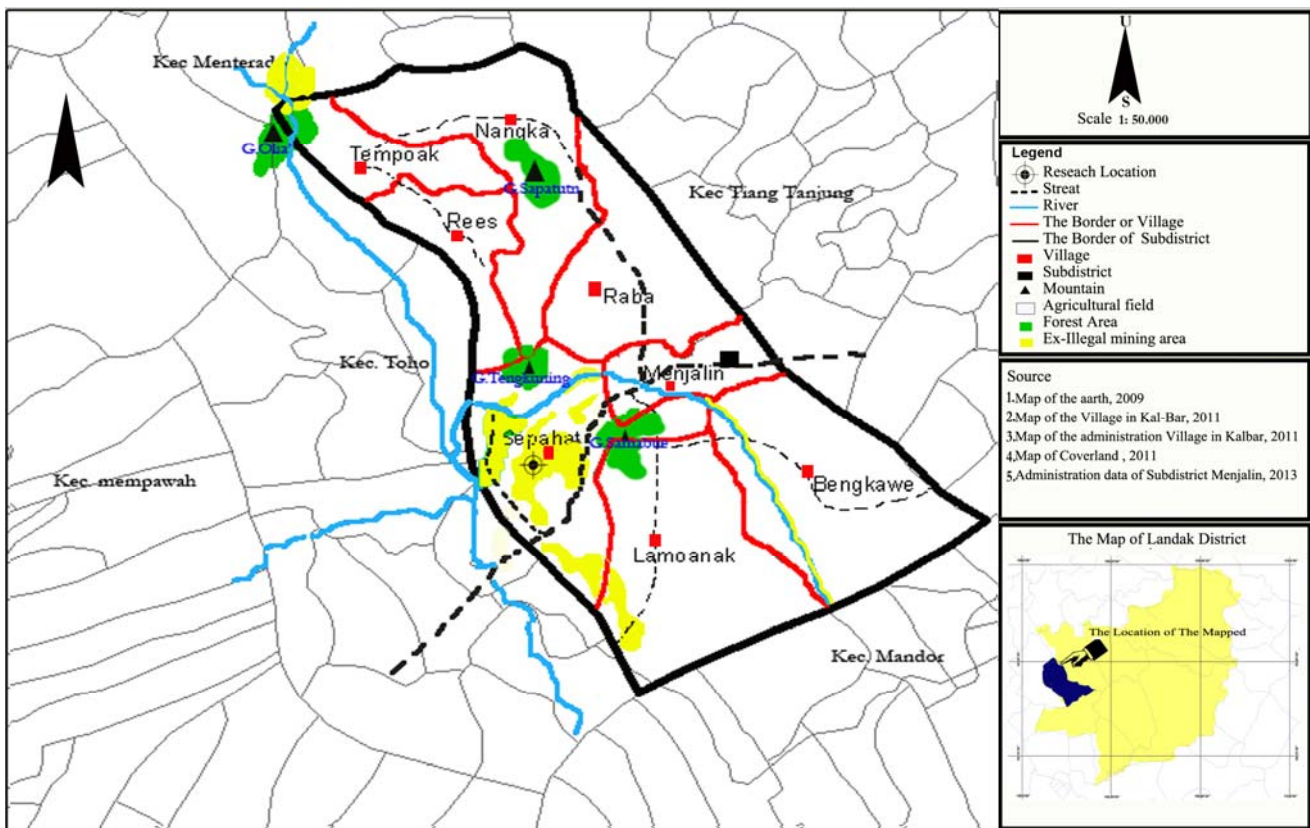 Kec Menterad
Nangka
Tempoak
G.Sapatutn
Rees
Kec Tiang Tanjung
Raba
Kec. Toho
Menjalin
G.Tengkuning
Sepahat
Kec. mempawah
Bengkawe
Lamoanak
Kec. Mandor
U
S
Scale 1: 50.000
Legend
Reseach Location
Streat
River
The Border or Village
The Border of Subdistrict
Village
Subdistrict
Mountain
Agricultural field
Forest Area
Ex-Illegal mining area
Source
1.Map of the aarth, 2009
2.Map of the Village in Kal-Bar, 2011
3.Map of the administration Village in Kalbar, 2011
4.Map of Coverland , 2011
5.Administration data of Subdistrict Menjalin, 2013
The Map of Landak District
The Location of The Mapped